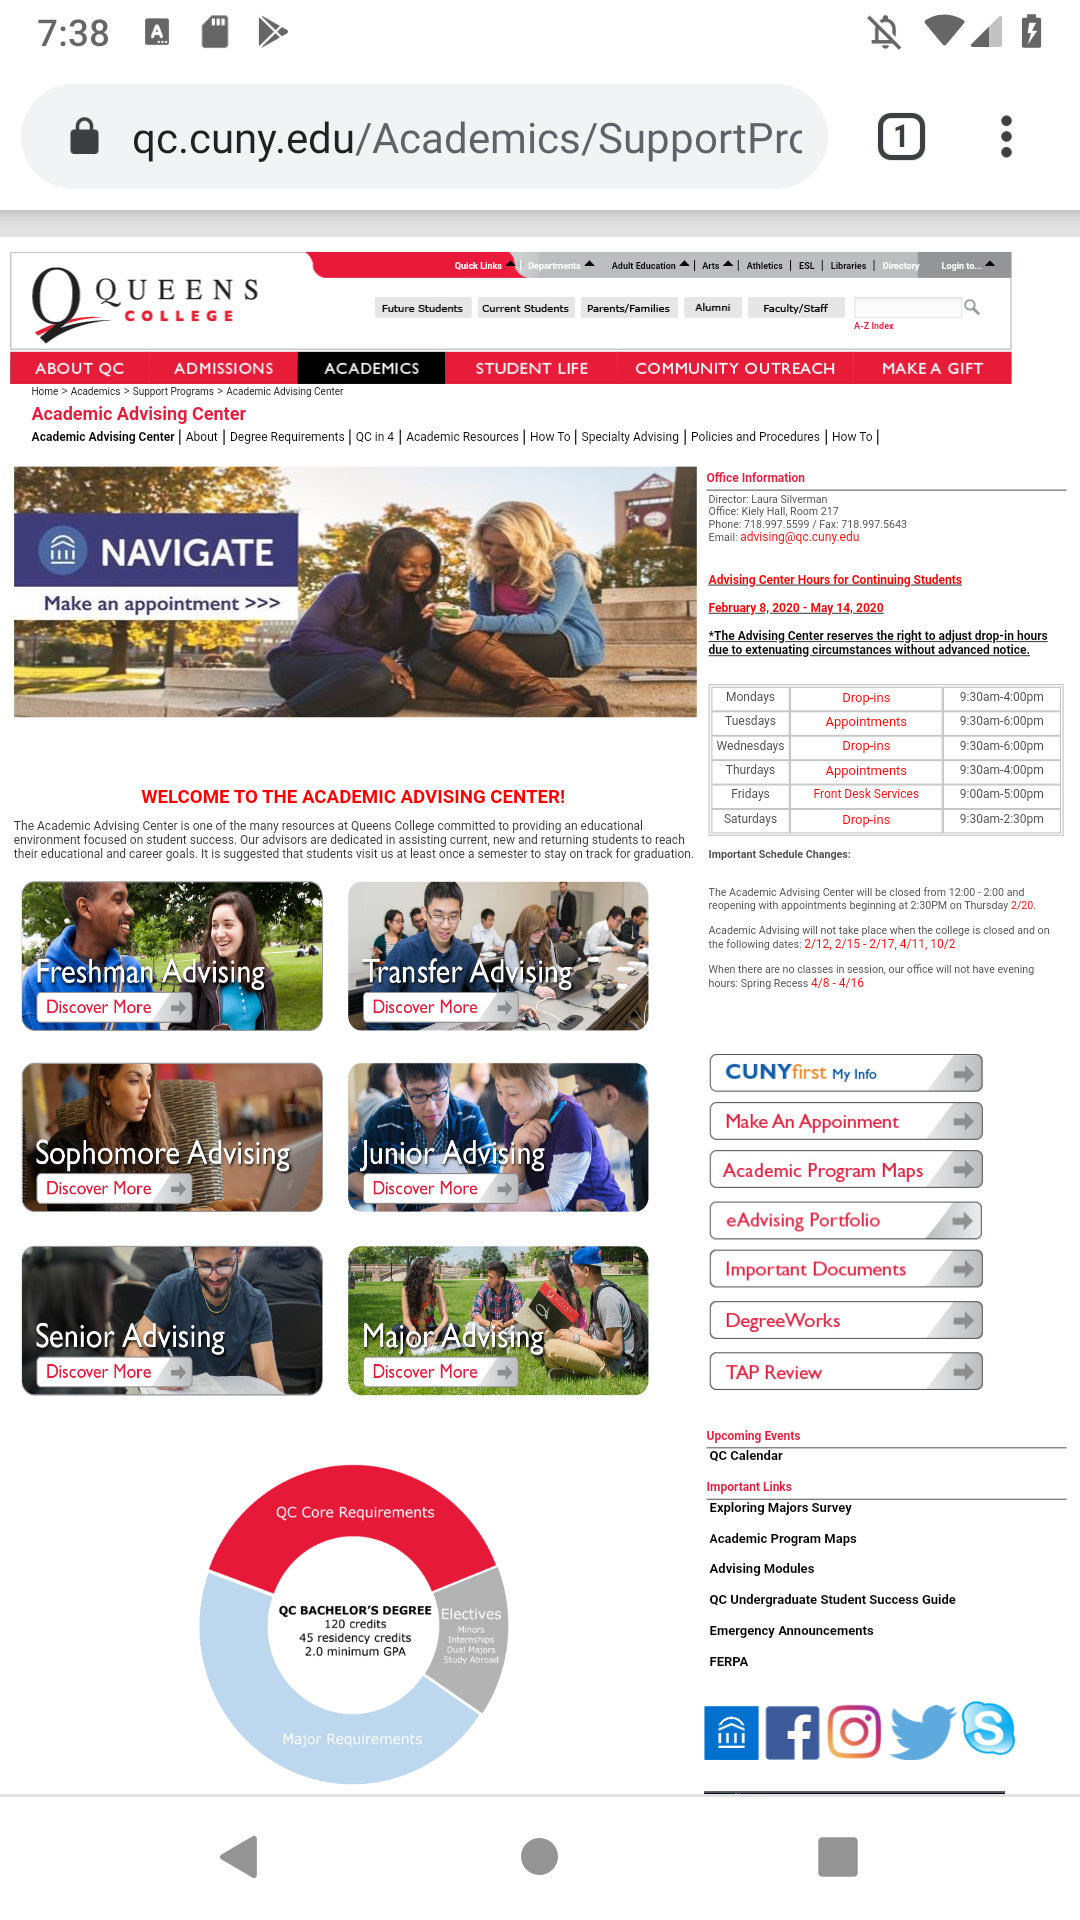 7:38
A
qc.cuny.edu/Academics/SupportPro
1
Quick Links
Departments
Adult Education
Arts
Athletics
ESL
Libraries
Directory
Login to...
QUEENS
COLLEGE
Future Students
Current Students
Parents/Families
Alumni
Faculty/Staff
A-Z Index
ABOUT QC
ADMISSIONS
ACADEMICS
STUDENT LIFE
COMMUNITY OUTREACH
MAKE A GIFT
Home > Academics > Support Programs > Academic Advising Center
Academic Advising Center
Academic Advising Center | About | Degree Requirements | QC in 4 | Academic Resources | How To | Specialty Advising | Policies and Procedures | How To |
NAVIGATE
Make an appointment >>>
WELCOME TO THE ACADEMIC ADVISING CENTER!
The Academic Advising Center is one of the many resources at Queens College committed to providing an educational
environment focused on student success. Our advisors are dedicated in assisting current, new and returning students to reach
their educational and career goals. It is suggested that students visit us at least once a semester to stay on track for graduation.
Freshman Advising
Discover More
Transfer Advising
Discover More
Sophomore Advising
Discover More
Junior Advising
Discover More
Senior Advising
Discover More
Major Advising
Discover More
QC Core Requirements
QC BACHELOR'S DEGREE
120 credits
45 residency credits
2.0 minimum GPA
Electives
Minors
Internships
Dual Majors
Study Abroad
Major Requirements
Office Information
Director: Laura Silverman
Office: Kiely Hall, Room 217
Phone: 718.997.5599 / Fax: 718.997.5643
Email: advising@qc.cuny.edu
Advising Center Hours for Continuing Students
February 8, 2020 - May 14, 2020
*The Advising Center reserves the right to adjust drop-in hours
due to extenuating circumstances without advanced notice.
Mondays Drop-ins 9:30am-4:00pm
Tuesdays Appointments 9:30am-6:00pm
Wednesdays Drop-ins 9:30am-6:00pm
Thurdays Appointments 9:30am-4:00pm
Fridays Front Desk Services 9:00am-5:00pm
Saturdays Drop-ins 9:30am-2:30pm
Important Schedule Changes:
The Academic Advising Center will be closed from 12:00 - 2:00 and
reopening with appointments beginning at 2:30PM on Thursday 2/20.
Academic Advising will not take place when the college is closed and on
the following dates: 2/12, 2/15 - 2/17, 4/11, 10/2
When there are no classes in session, our office will not have evening
hours: Spring Recess 4/8 - 4/16
CUNYfirst My Info
Make An Appoinment
Academic Program Maps
eAdvising Portfolio
Important Documents
DegreeWorks
TAP Review
Upcoming Events
QC Calendar
Important Links
Exploring Majors Survey
Academic Program Maps
Advising Modules
QC Undergraduate Student Success Guide
Emergency Announcements
FERPA